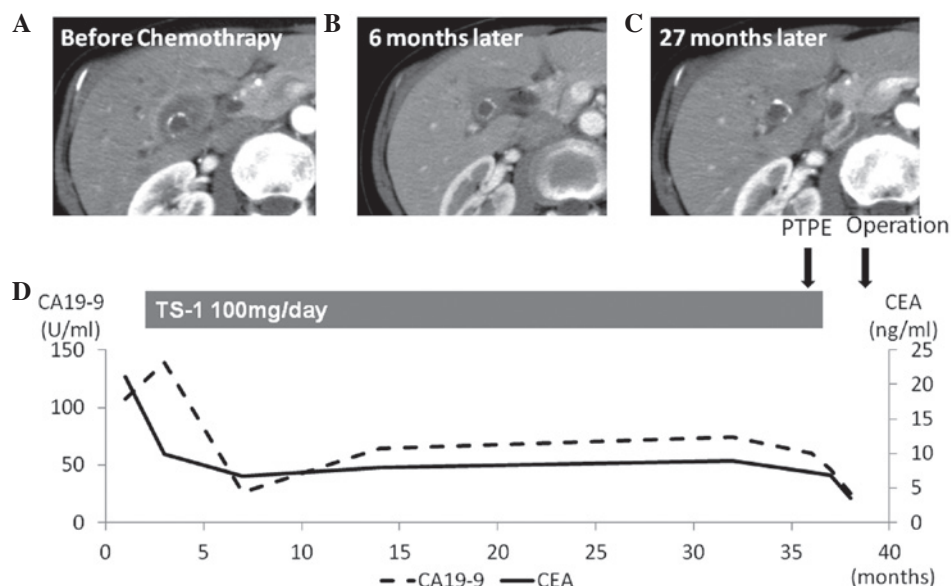 A
Before Chemothrapy
B
6 months later
C
27 months later
PTPE
Operation
D
CA19-9
(U/ml)
TS-1 100mg/day
CEA
(ng/ml)
150
100
50
0
25
20
15
10
5
0
0 5 10 15 20 25 30 35 40
(months)
CA19-9 CEA